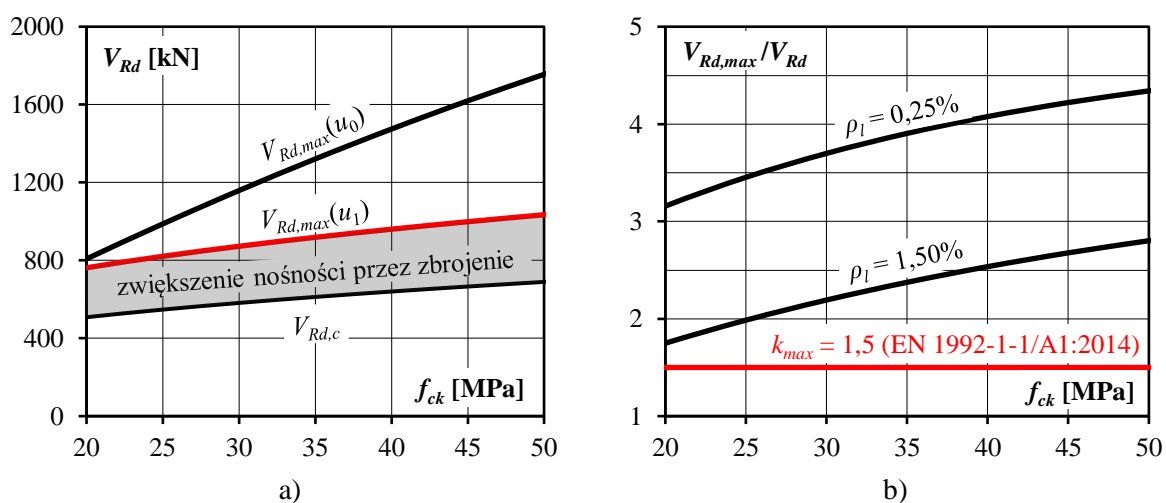 2000
1600
1200
800
400
0
V_Rd [kN]
V_Rd,max(u_0)
V_Rd,max(u_1)
zwiększenie nośności przez zbrojenie
V_Rd,c
f_ck [MPa]
20 25 30 35 40 45 50
a)
5
4
3
2
1
V_Rd,max /V_Rd
ρ_l = 0,25%
ρ_l = 1,50%
k_max = 1,5 (EN 1992-1-1/A1:2014)
f_ck [MPa]
20 25 30 35 40 45 50
b)